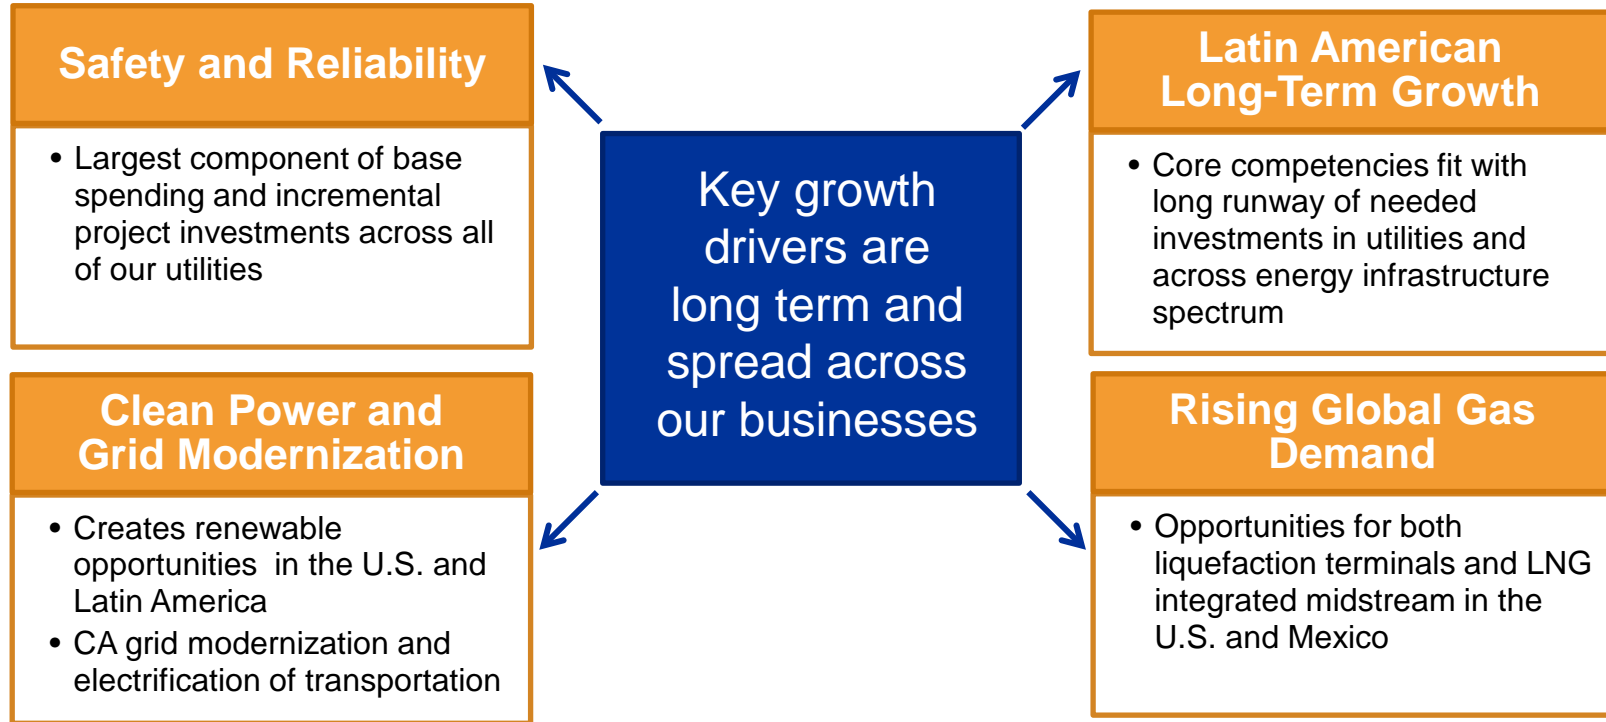 Safety and Reliability
• Largest component of base
spending and incremental
project investments across all
of our utilities
Clean Power and
Grid Modernization
• Creates renewable
opportunities  in the U.S. and
Latin America
• CA grid modernization and
electrification of transportation
Key growth
drivers are
long term and
spread across
our businesses
Latin American
Long-Term Growth
• Core competencies fit with
long runway of needed
investments in utilities and
across energy infrastructure
spectrum
Rising Global Gas
Demand
• Opportunities for both
liquefaction terminals and LNG
integrated midstream in the
U.S. and Mexico